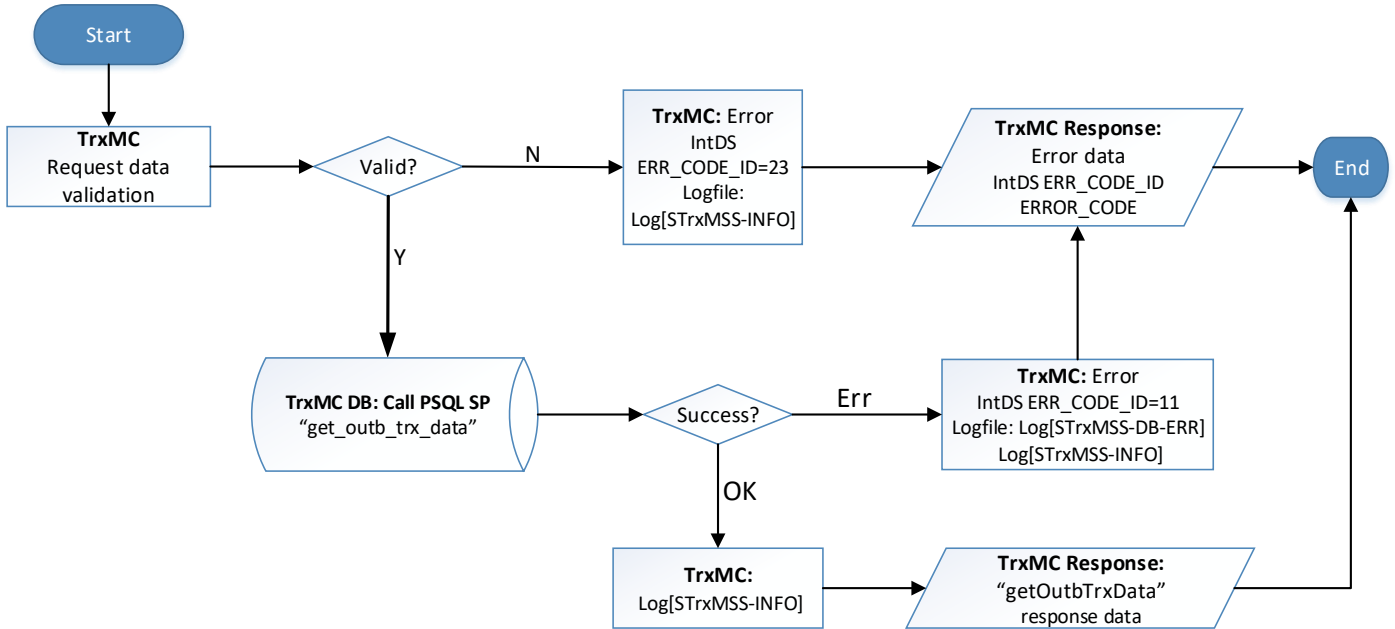 Start
TrxMC
Request data
validation
Valid?
N
TrxMC: Error
IntDS
ERR_CODE_ID=23
Logfile:
Log[STrxMSS-INFO]
TrxMC Response:
Error data
IntDS ERR_CODE_ID
ERROR_CODE
End
Y
TrxMC DB: Call PSQL SP
“get_outb_trx_data”
Success?
Err
TrxMC: Error
IntDS ERR_CODE_ID=11
Logfile: Log[STrxMSS-DB-ERR]
Log[STrxMSS-INFO]
OK
TrxMC:
Log[STrxMSS-INFO]
TrxMC Response:
“getOutbTrxData”
response data